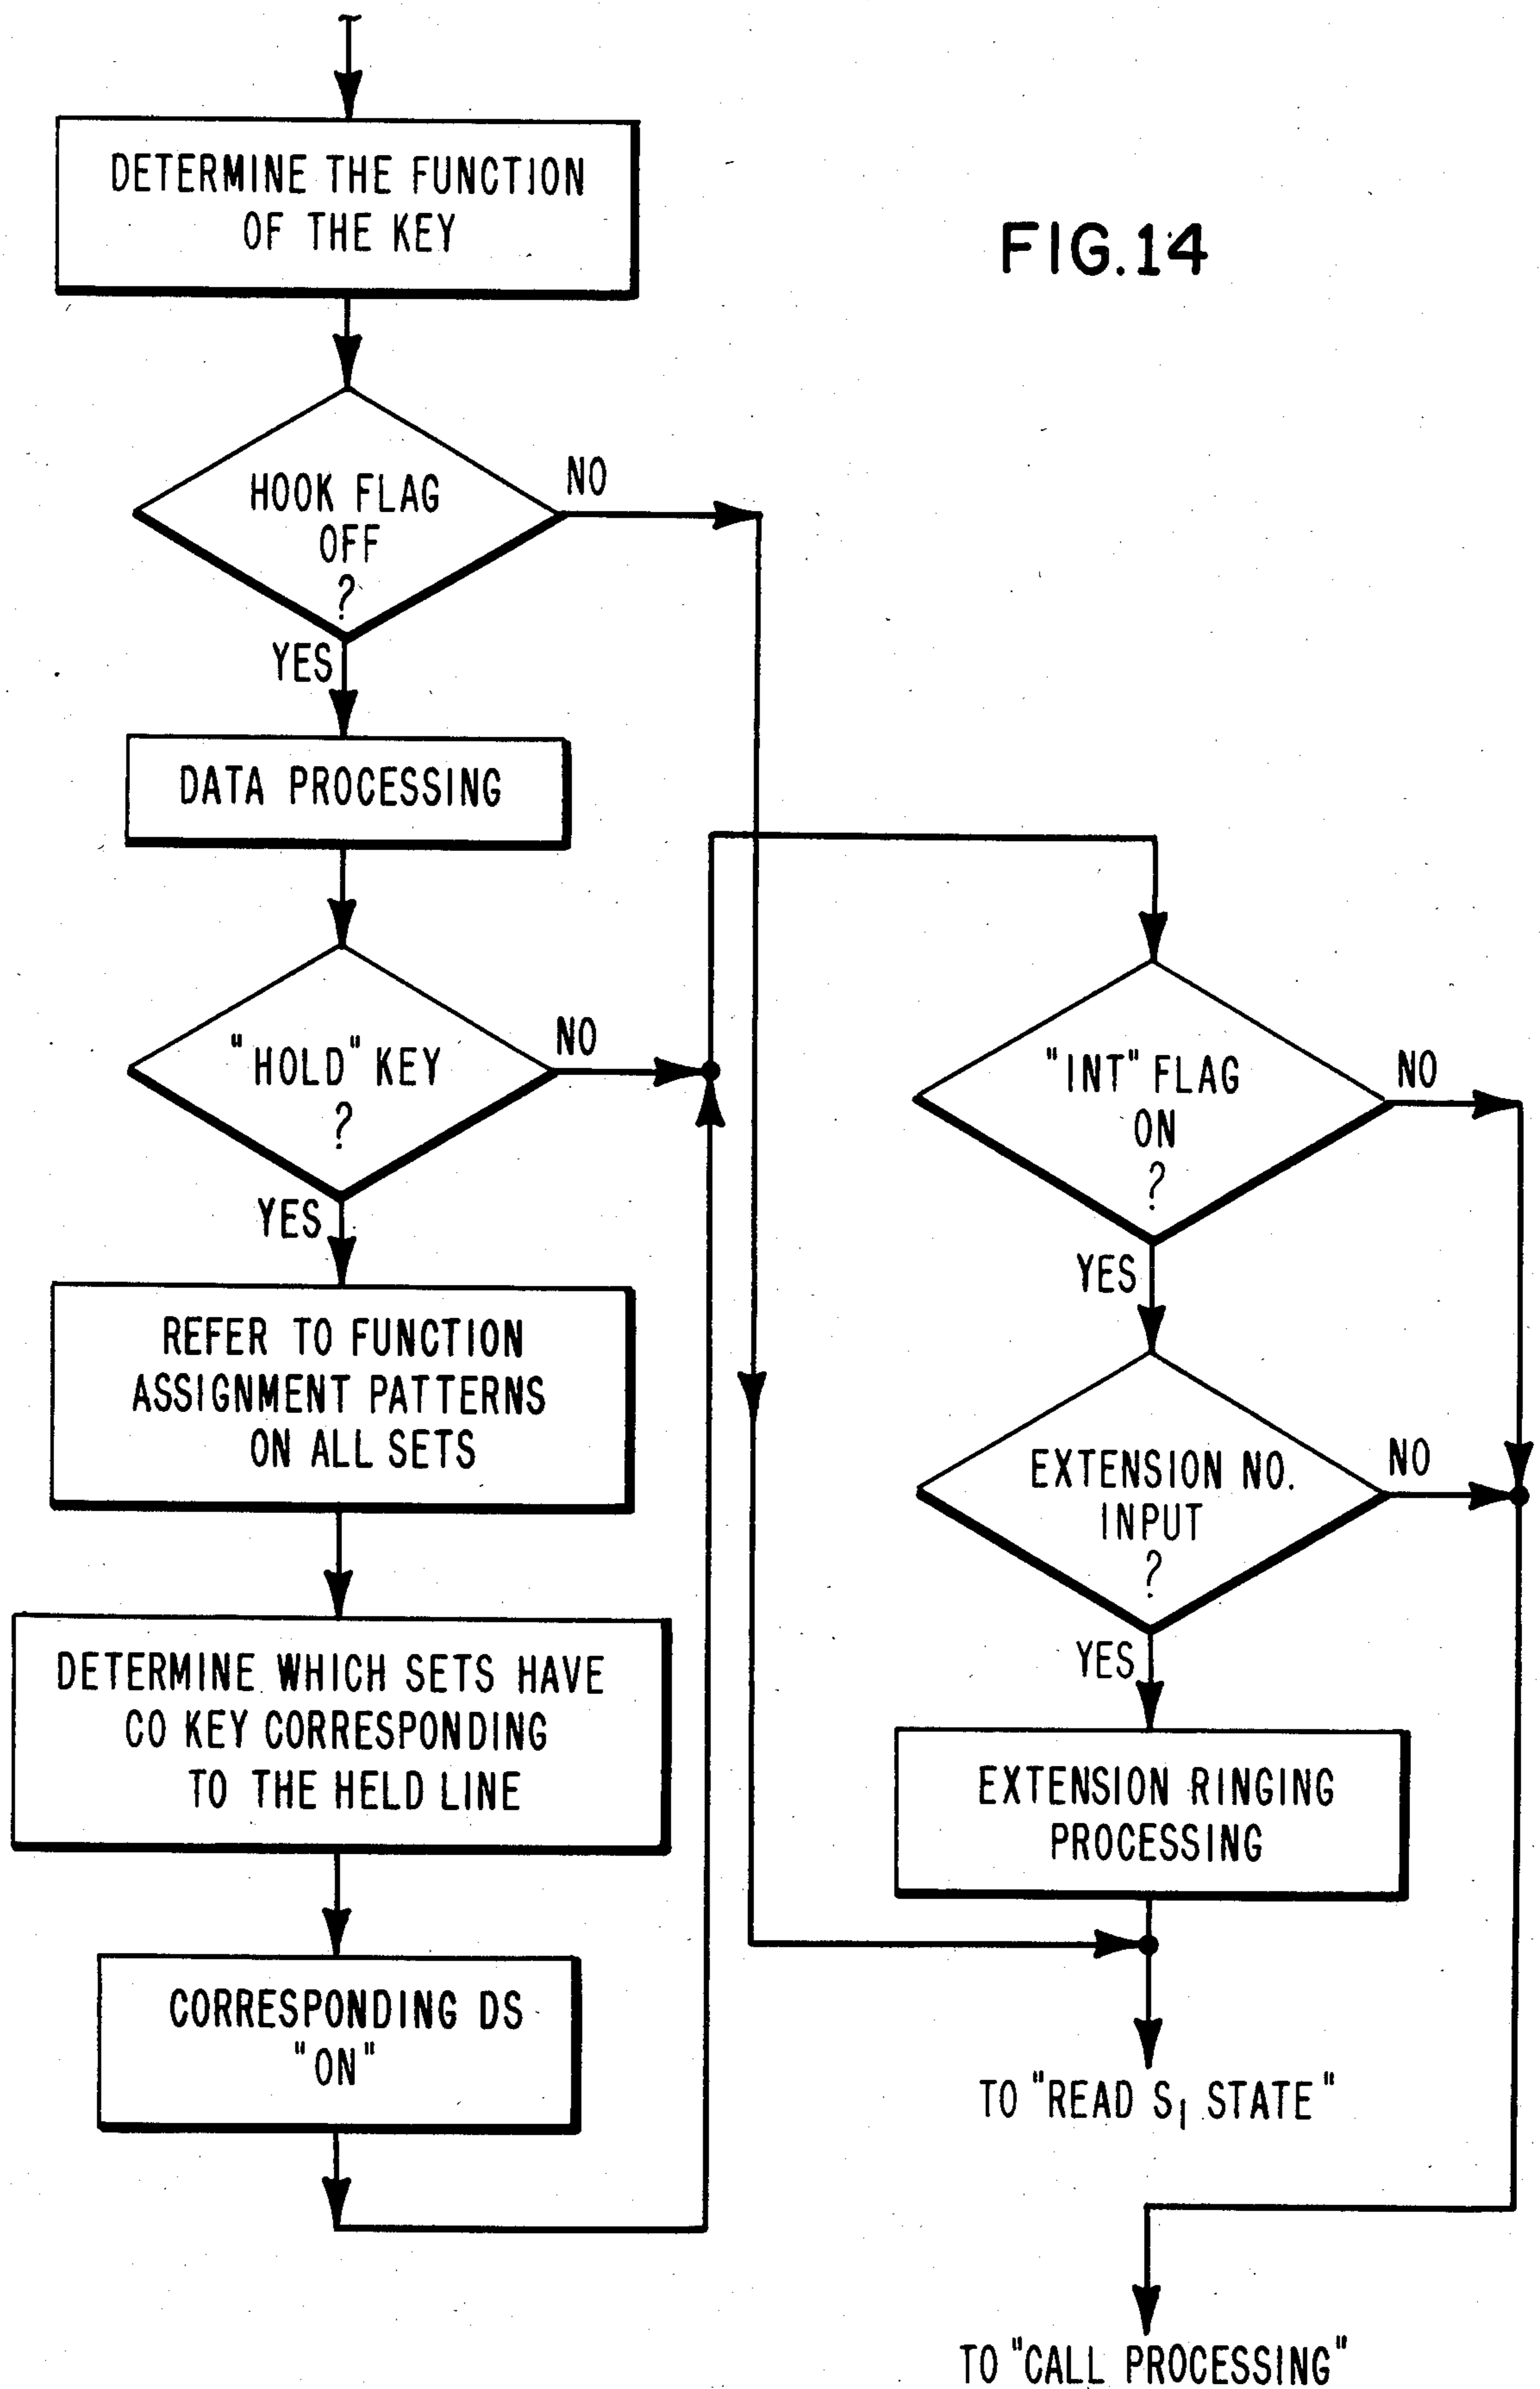 FIG.14
DETERMINE THE FUNCTION
OF THE KEY
HOOK FLAG
OFF
?
NO
YES
DATA PROCESSING
"HOLD" KEY
?
NO
YES
REFER TO FUNCTION
ASSIGNMENT PATTERNS
ON ALL SETS
DETERMINE WHICH SETS HAVE
CO KEY CORRESPONDING
TO THE HELD LINE
CORRESPONDING DS
"ON"
"INT" FLAG
ON
?
NO
YES
EXTENSION NO.
INPUT
?
NO
YES
EXTENSION RINGING
PROCESSING
TO "READ S₁ STATE"
TO "CALL PROCESSING"